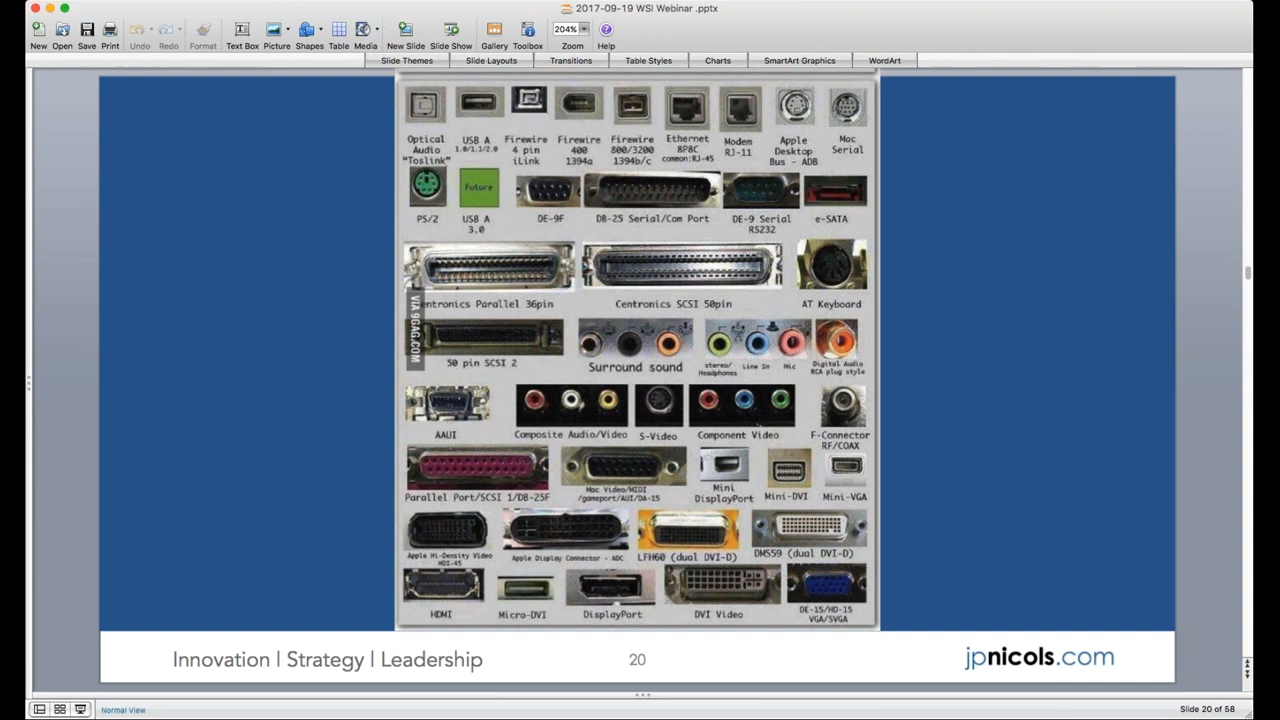 2017-09-19 WSI Webinar .pptx
New Open Save Print Undo Redo Format Text Box Picture Shapes Table Media New Slide Slide Show Gallery Toolbox Zoom Help
204%
Slide Themes Slide Layouts Transitions Table Styles Charts SmartArt Graphics WordArt
Optical
Audio
"Toslink"
USB A
1.0/1.1/2.0
Firewire
4 pin
iLink
Firewire
400
1394a
Firewire
800/3200
1394b/c
Ethernet
8P8C
common:RJ-45
Modem
RJ-11
Apple
Desktop
Bus - ADB
Mac
Serial
PS/2
Future
USB A
3.0
DE-9F
DB-25 Serial/Com Port
DE-9 Serial
RS232
e-SATA
entronics Parallel 36pin
Centronics SCSI 50pin
AT Keyboard
VIA 9GAG.COM
50 pin SCSI 2
Surround sound
stereo/
Headphones
Line In
Mic
Digital Audio
RCA plug style
AAUI
Composite Audio/Video
S-Video
Component Video
F-Connector
RF/COAX
Parallel Port/SCSI 1/DB-25F
Mac Video/MIDI
/gameport/AUI/DA-15
Mini
DisplayPort
Mini-DVI
Mini-VGA
Apple Hi-Density Video
HDI-45
Apple Display Connector - ADC
LFH60 (dual DVI-D)
DMS59 (dual DVI-D)
HDMI
Micro-DVI
DisplayPort
DVI Video
DE-15/HD-15
VGA/SVGA
Innovation | Strategy | Leadership
20
jpnicols.com
Normal View
Slide 20 of 58